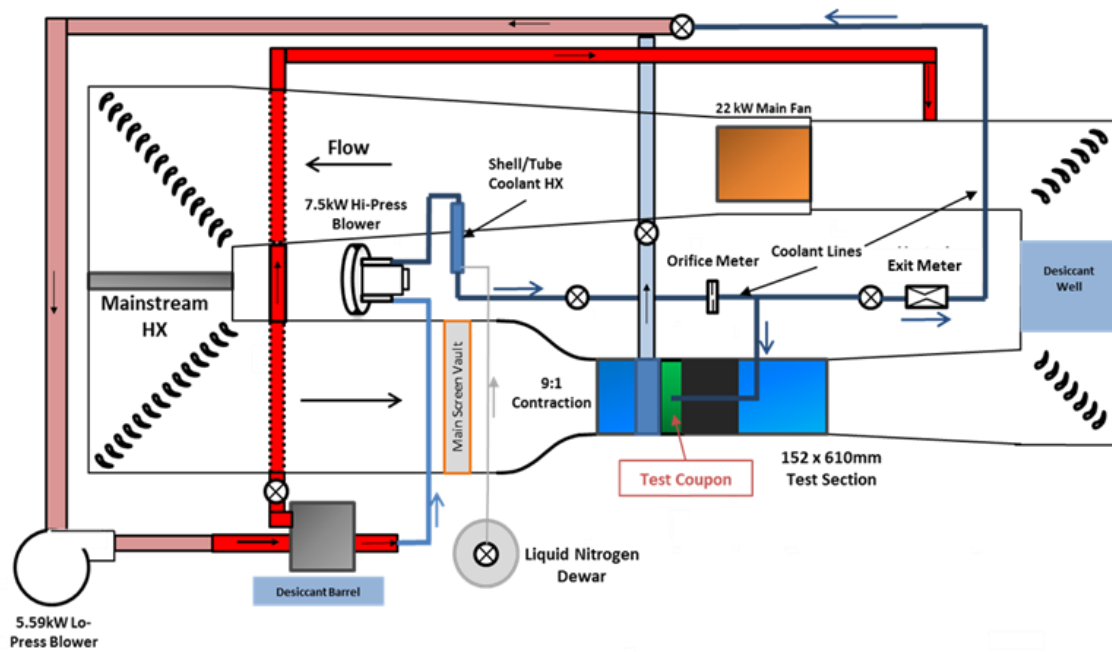 22 kW Main Fan
Flow
Shell/Tube
Coolant HX
7.5kW Hi-Press
Blower
Orifice Meter
Coolant Lines
Exit Meter
Desiccant
Well
Mainstream
HX
Main Screen Vault
9:1
Contraction
Test Coupon
152 x 610mm
Test Section
Liquid Nitrogen
Dewar
Desiccant Barrel
5.59kW Lo-
Press Blower